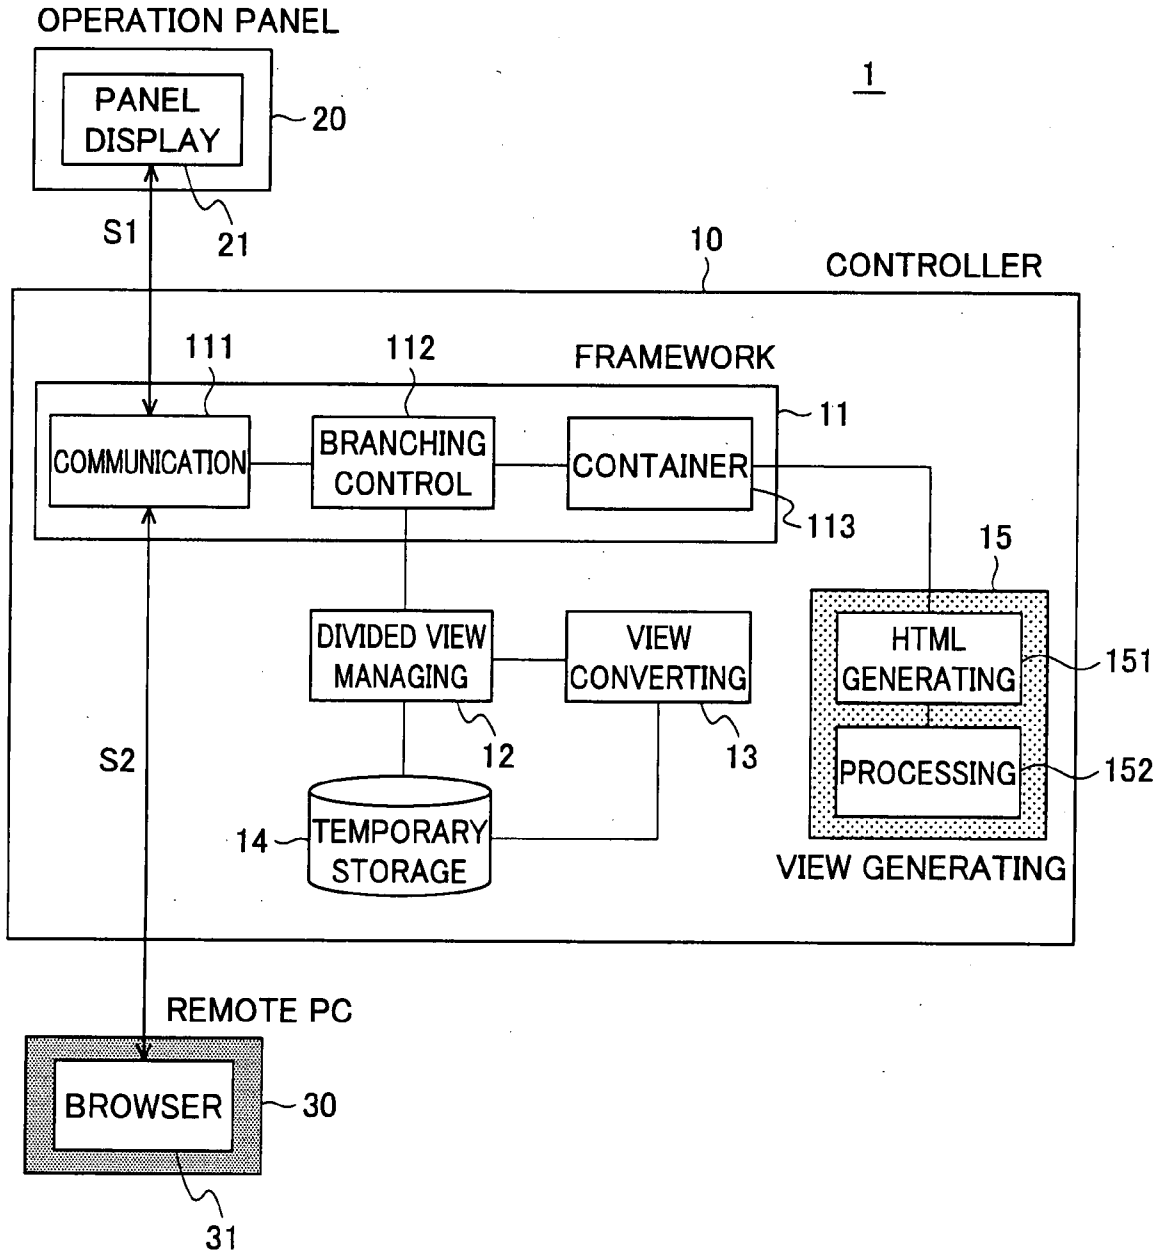 OPERATION PANEL
1
PANEL
DISPLAY
20
S1
21
10
CONTROLLER
111
112
FRAMEWORK
11
COMMUNICATION
BRANCHING
CONTROL
CONTAINER
113
15
DIVIDED VIEW
MANAGING
VIEW
CONVERTING
HTML
GENERATING
151
12
13
S2
PROCESSING
152
14
TEMPORARY
STORAGE
VIEW GENERATING
REMOTE PC
BROWSER
30
31